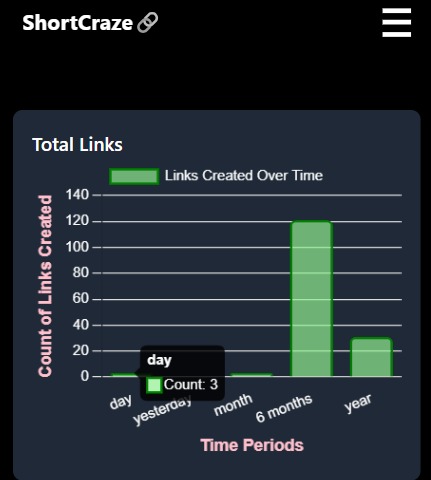 ShortCraze
Total Links
Links Created Over Time
Count of Links Created
140
120
100
80
60
40
20
0
day
Count: 3
day
yesterday
month
6 months
year
Time Periods